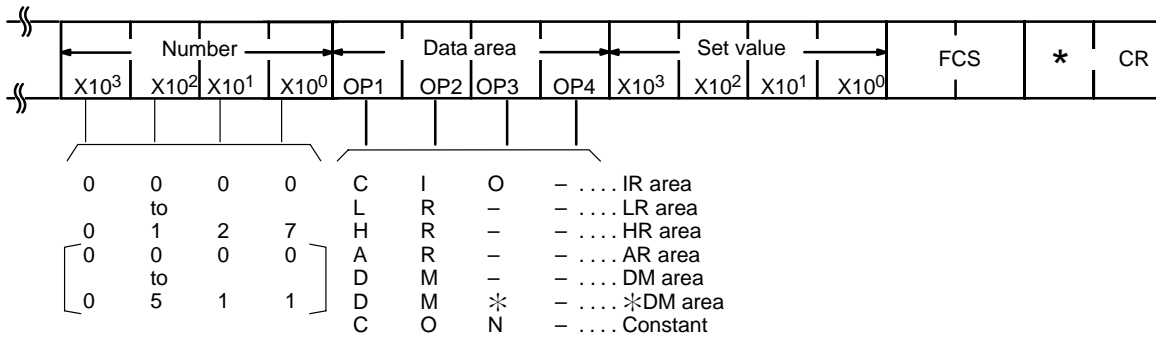 Number Data area Set value FCS * CR
X10³ X10² X10¹ X10⁰ OP1 OP2 OP3 OP4 X10³ X10² X10¹ X10⁰
0 0 0 0 C I O – .... IR area
to L R – – .... LR area
0 1 2 7 H R – – .... HR area
0 0 0 0 A R – – .... AR area
to D M – – .... DM area
0 5 1 1 D M * – .... *DM area
C O N – .... Constant